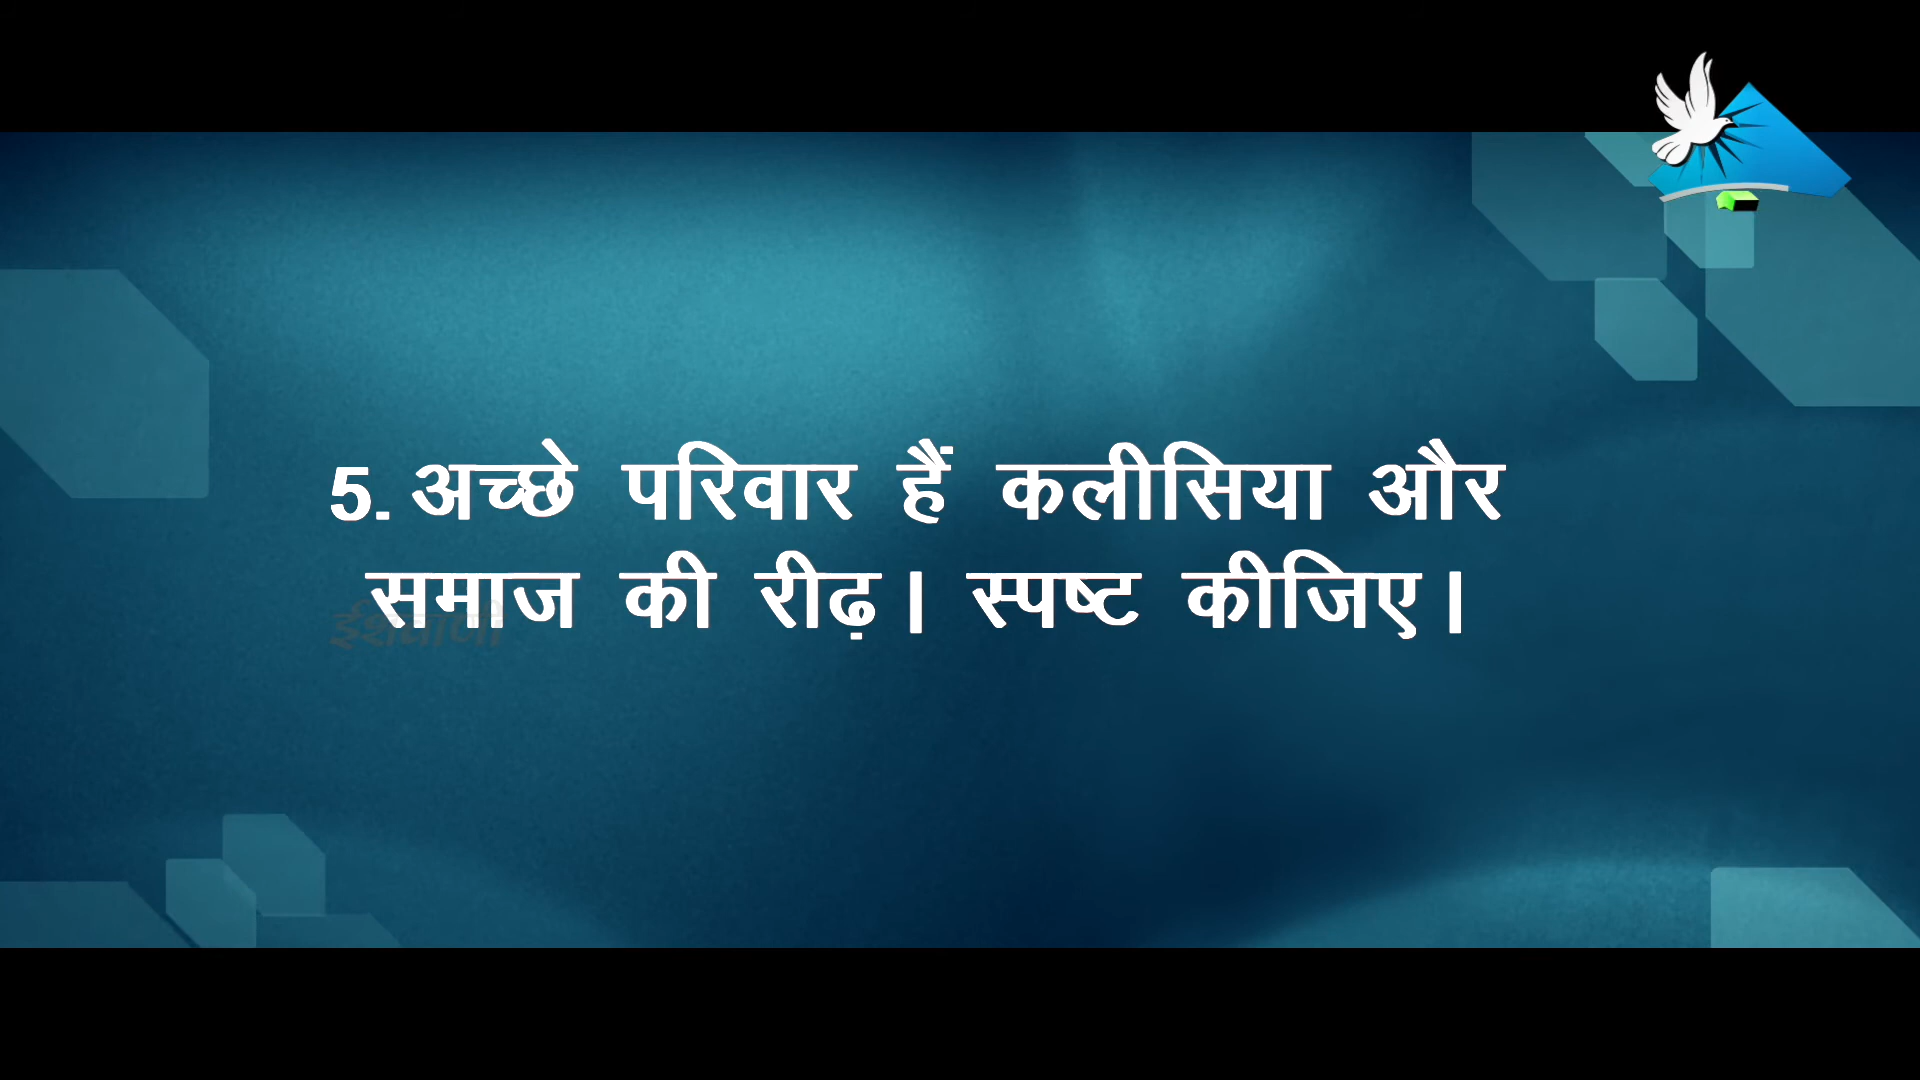 5. अच्छे परिवार हैं कलीसिया और
समाज की रीढ़। स्पष्ट कीजिए।